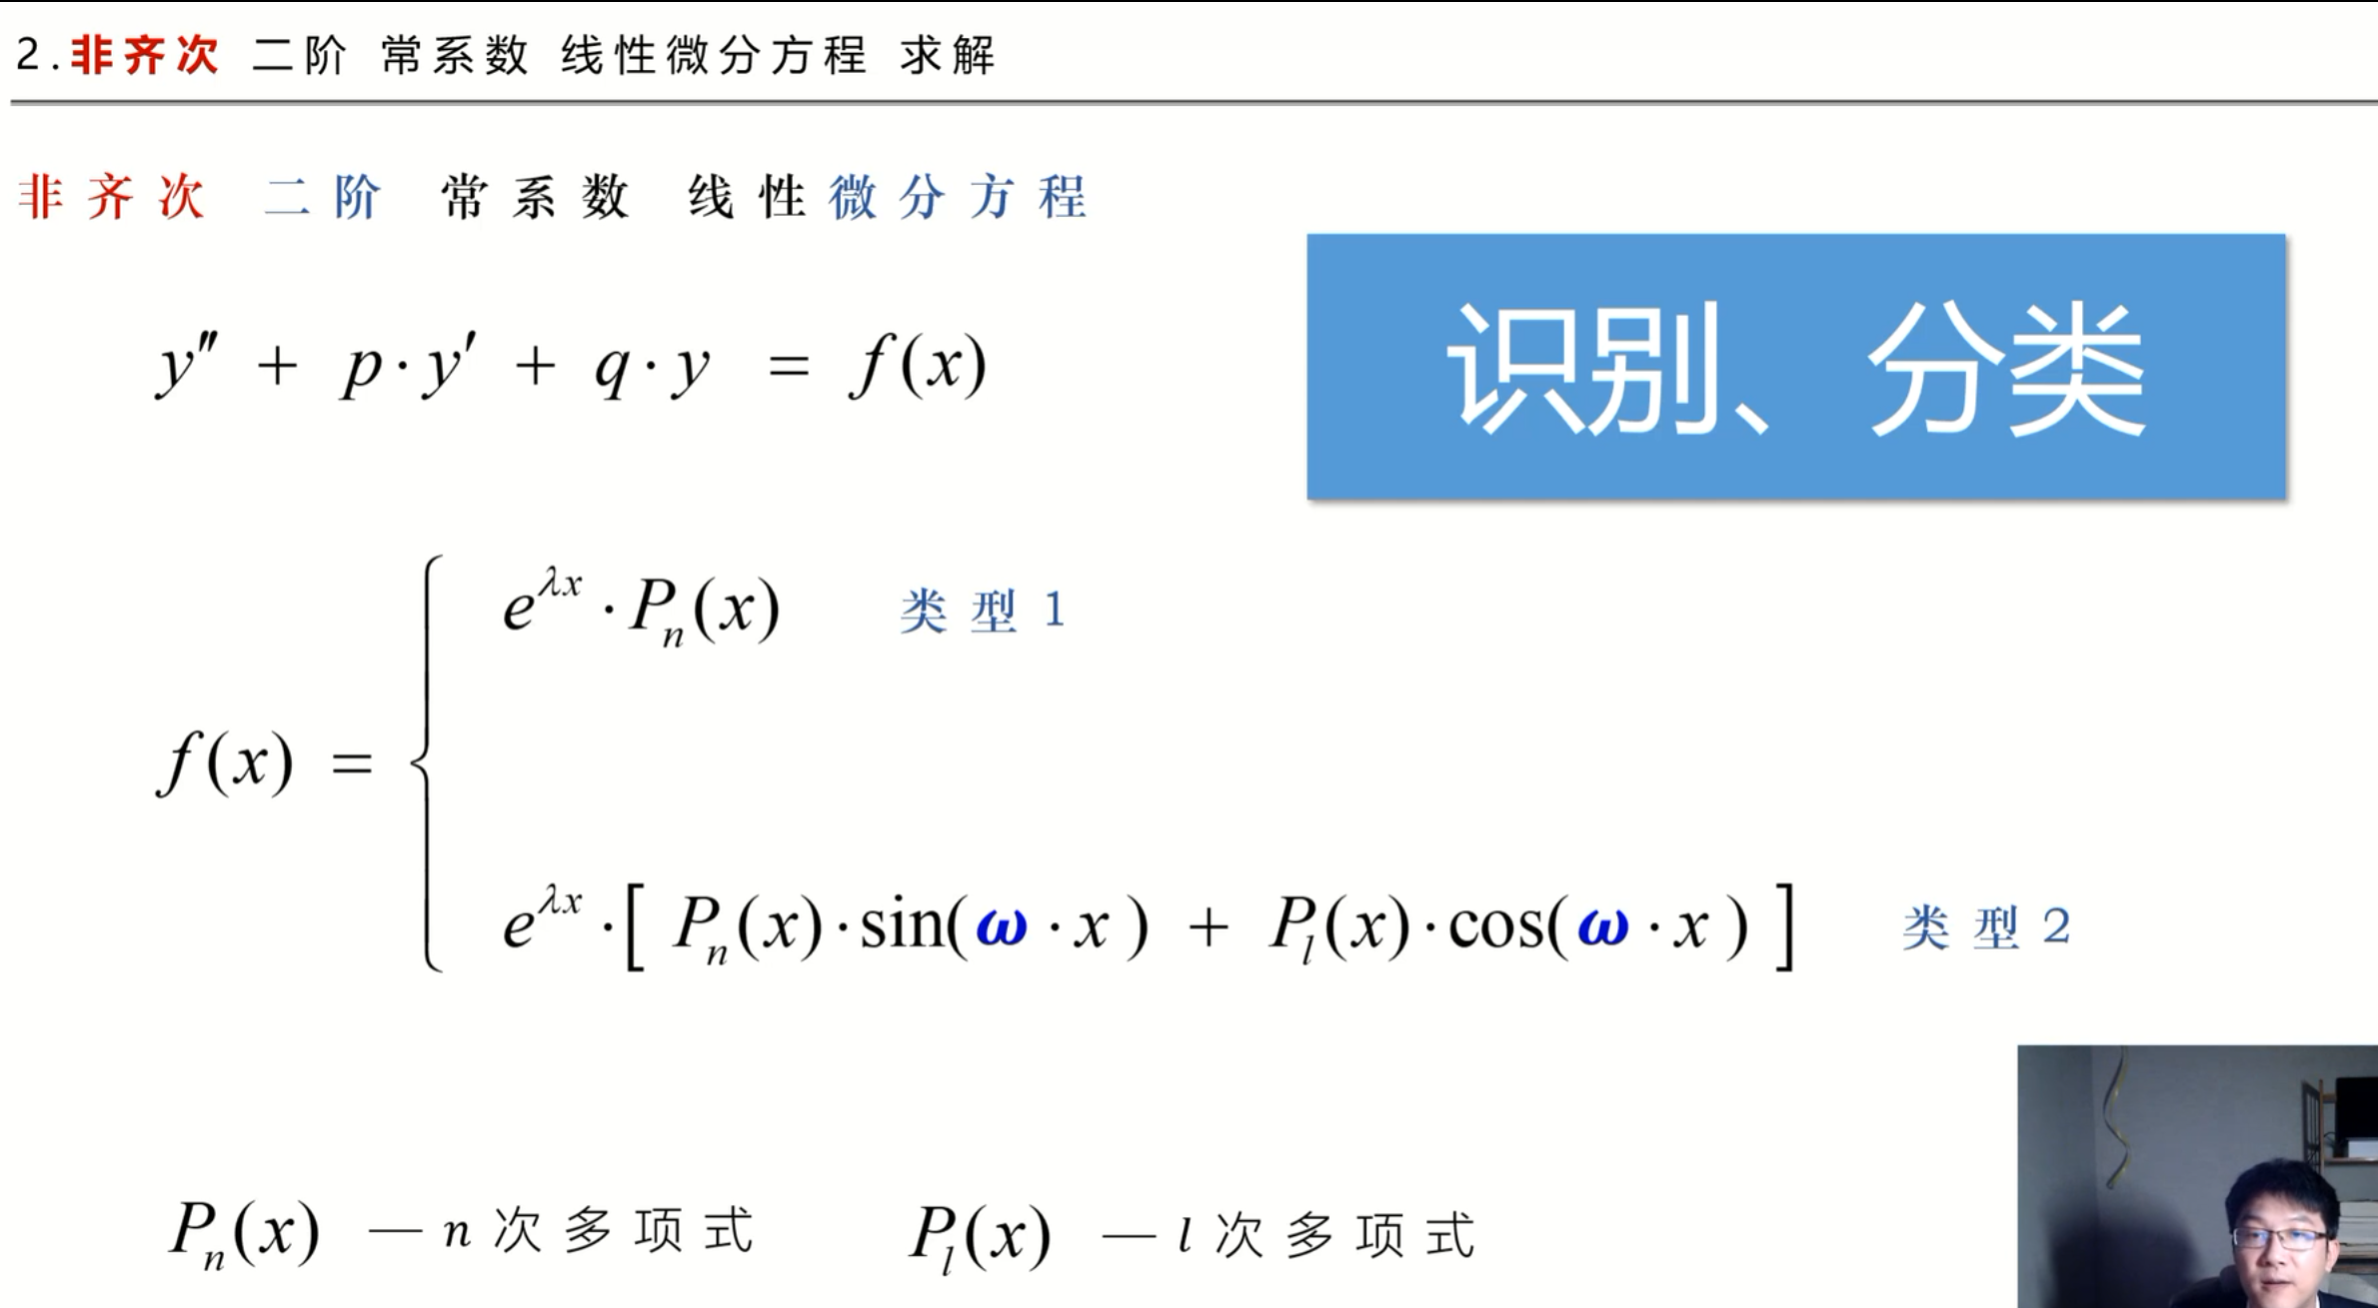 2.非齐次 二阶 常系数 线性微分方程 求解
非齐次 二阶 常系数 线性微分方程
y″ + p·y′ + q·y = f(x)
识别、分类
e^{λx}·P_n(x) 类型1
f(x) = {
e^{λx}·[ P_n(x)·sin(ω·x) + P_l(x)·cos(ω·x) ] 类型2
P_n(x) — n次多项式 P_l(x) — l次多项式